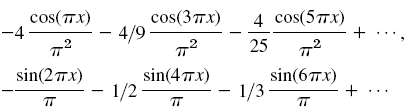 -4 cos(πx)/π² - 4/9 cos(3πx)/π² - 4/25 cos(5πx)/π² + ⋯,
-sin(2πx)/π - 1/2 sin(4πx)/π - 1/3 sin(6πx)/π + ⋯